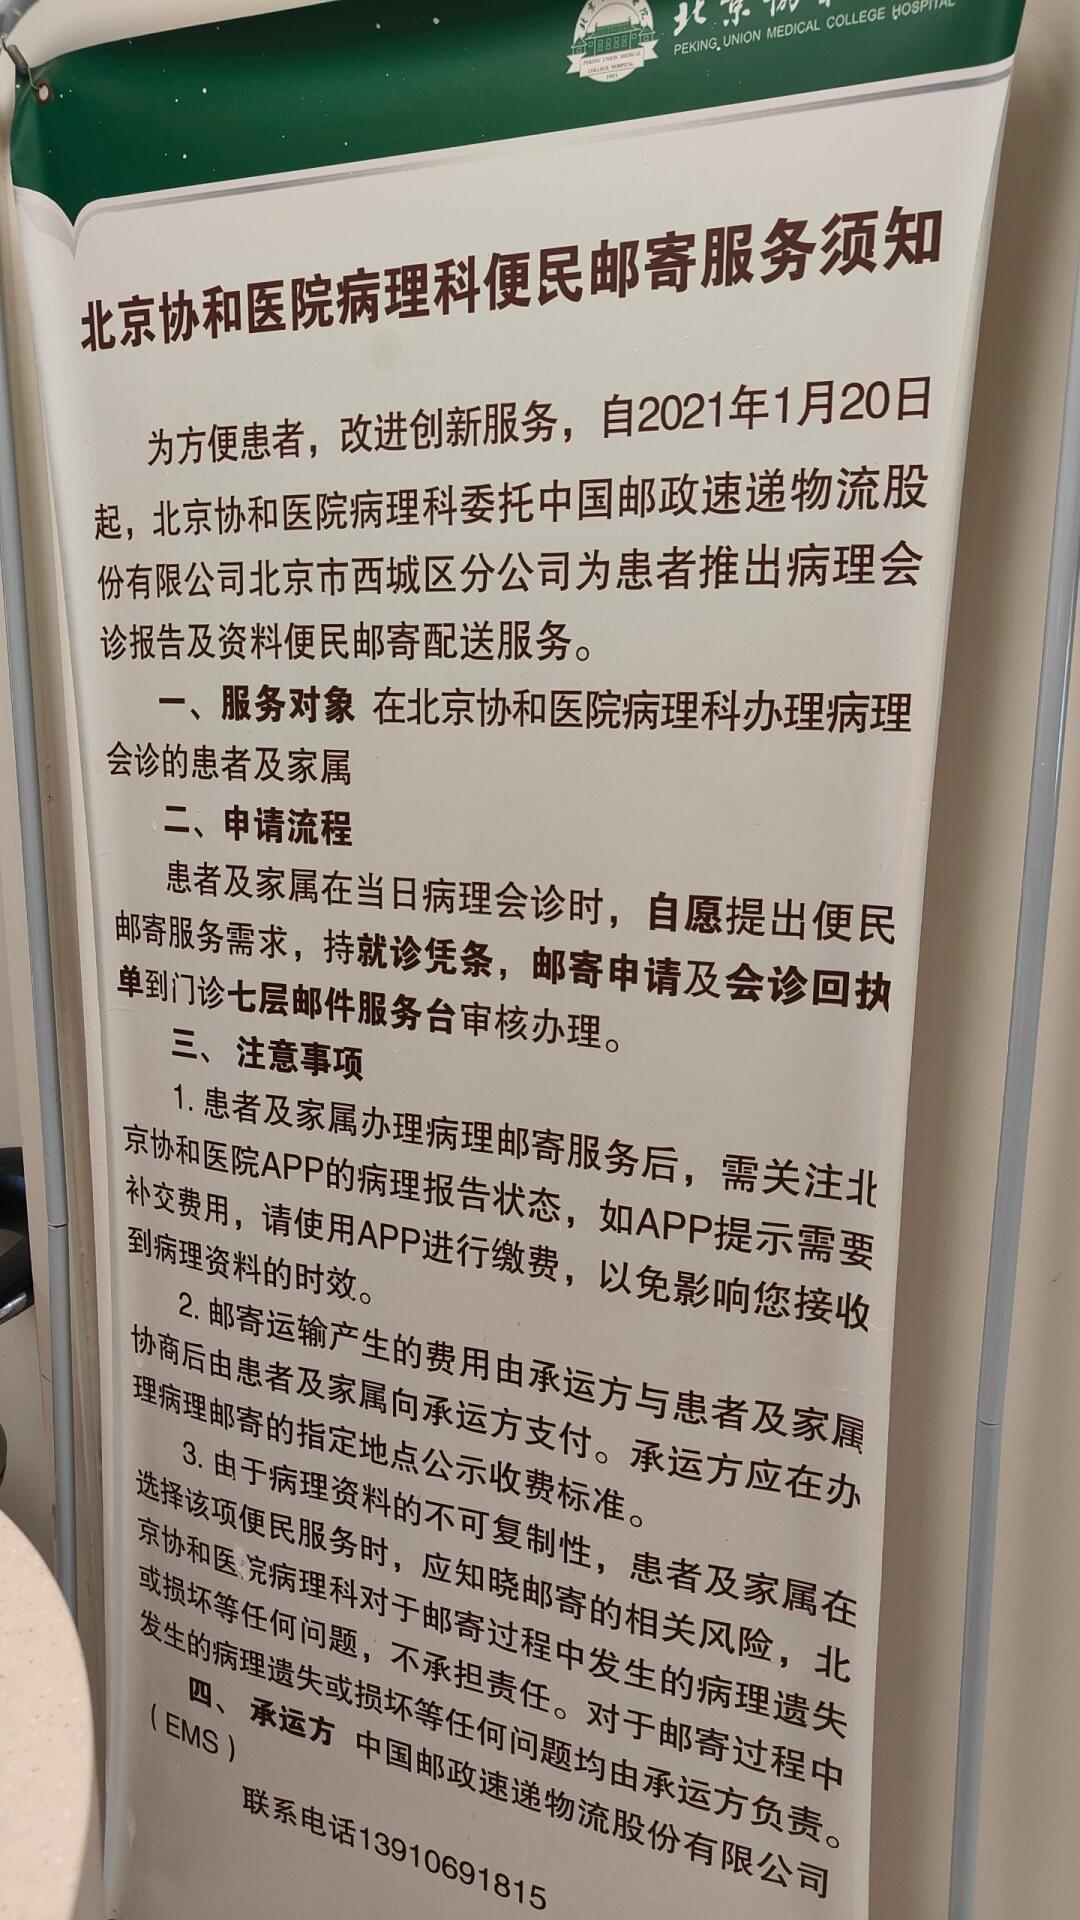 北京协
PEKING UNION MEDICAL COLLEGE HOSPITAL
PEKING UNION MEDICAL
COLLEGE HOSPITAL
1921
北京协和医院病理科便民邮寄服务须知
为方便患者，改进创新服务，自2021年1月20日
起，北京协和医院病理科委托中国邮政速递物流股
份有限公司北京市西城区分公司为患者推出病理会
诊报告及资料便民邮寄配送服务。
一、服务对象 在北京协和医院病理科办理病理
会诊的患者及家属
二、申请流程
患者及家属在当日病理会诊时，自愿提出便民
邮寄服务需求，持就诊凭条，邮寄申请及会诊回执
单到门诊七层邮件服务台审核办理。
三、注意事项
1. 患者及家属办理病理邮寄服务后，需关注北
京协和医院APP的病理报告状态，如APP提示需要
补交费用，请使用APP进行缴费，以免影响您接收
到病理资料的时效。
2. 邮寄运输产生的费用由承运方与患者及家属
协商后由患者及家属向承运方支付。承运方应在办
理病理邮寄的指定地点公示收费标准。
3. 由于病理资料的不可复制性，患者及家属在
选择该项便民服务时，应知晓邮寄的相关风险，北
京协和医院病理科对于邮寄过程中发生的病理遗失
或损坏等任何问题，不承担责任。对于邮寄过程中
发生的病理遗失或损坏等任何问题均由承运方负责。
四、承运方 中国邮政速递物流股份有限公司
（EMS）
联系电话13910691815